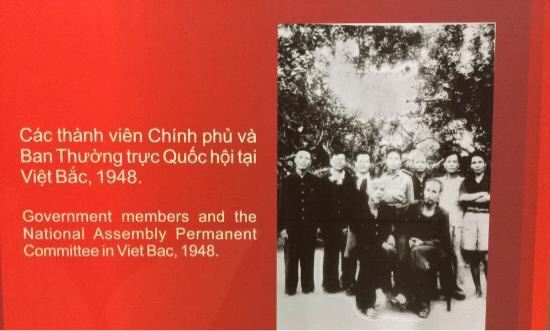 Các thành viên Chính phủ và
Ban Thường trực Quốc hội tại
Việt Bắc, 1948.
Government members and the
National Assembly Permanent
Committee in Viet Bac, 1948.